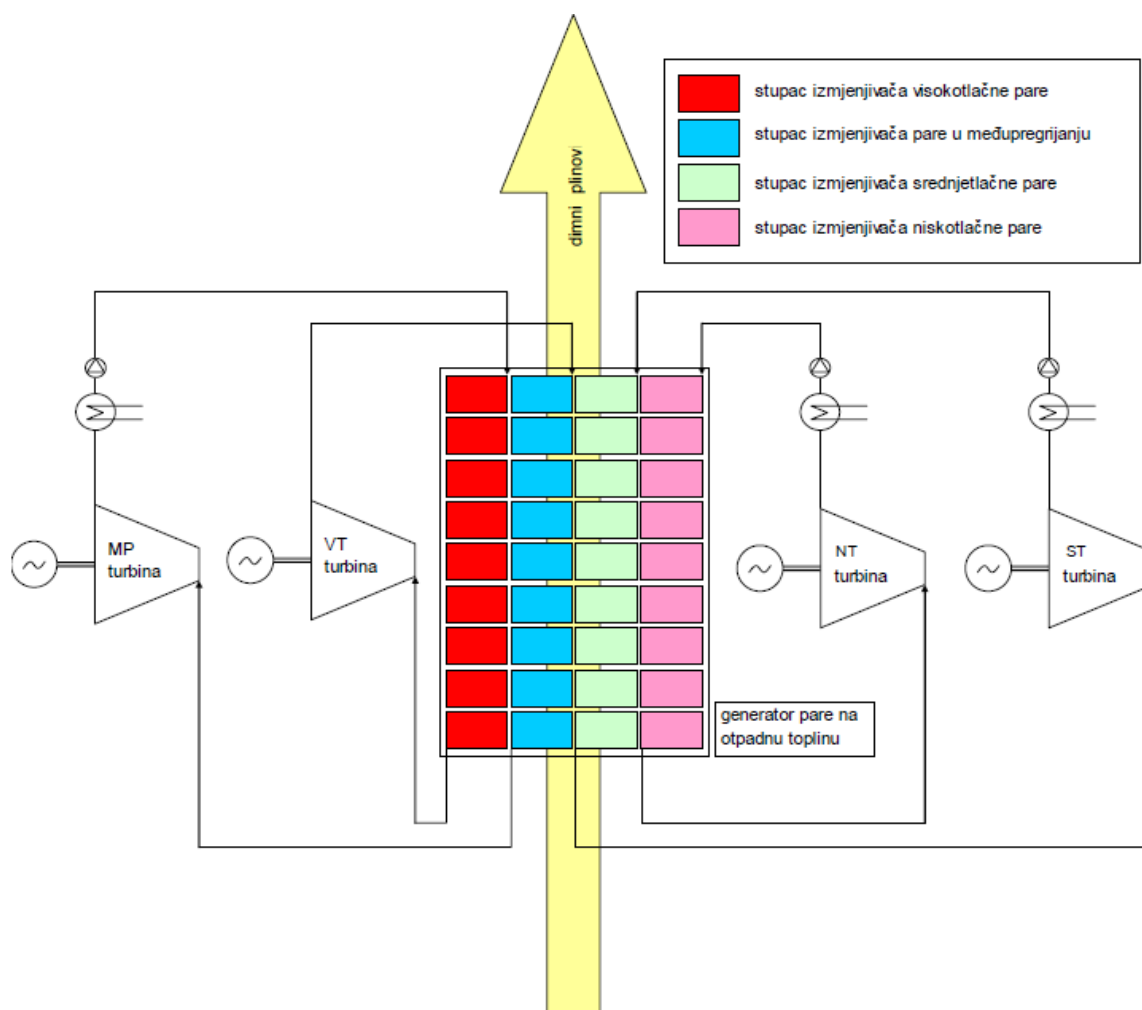 stupac izmjenjivača visokotlačne pare
stupac izmjenjivača pare u međupregrijanju
stupac izmjenjivača srednjetlačne pare
stupac izmjenjivača niskotlačne pare
dimni plinovi
MP
turbina
VT
turbina
NT
turbina
ST
turbina
generator pare na
otpadnu toplinu